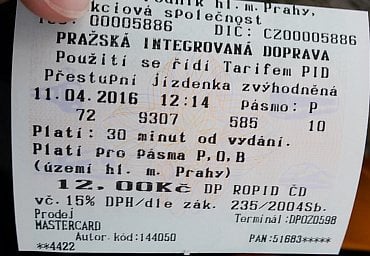 hl.m.Prahy,
kciová společnost
00005886 DIČ: CZ00005886
PRAŽSKÁ INTEGROVANÁ DOPRAVA
Použití se řídí Tarifem PID
Přestupní jízdenka zvýhodněná
11.04.2016 12:14 Pásmo: P
72 9307 585 10
Platí: 30 minut od vydání.
Platí pro pásma P,0,B
(území hl. m. Prahy)
12.00Kč DP ROPID ČD
vč. 15% DPH/dle zák. 235/2004Sb.
Prodej Terminál:DPOZ0598
MASTERCARD
Autor.kód:144050 PAN:51683*****
**4422